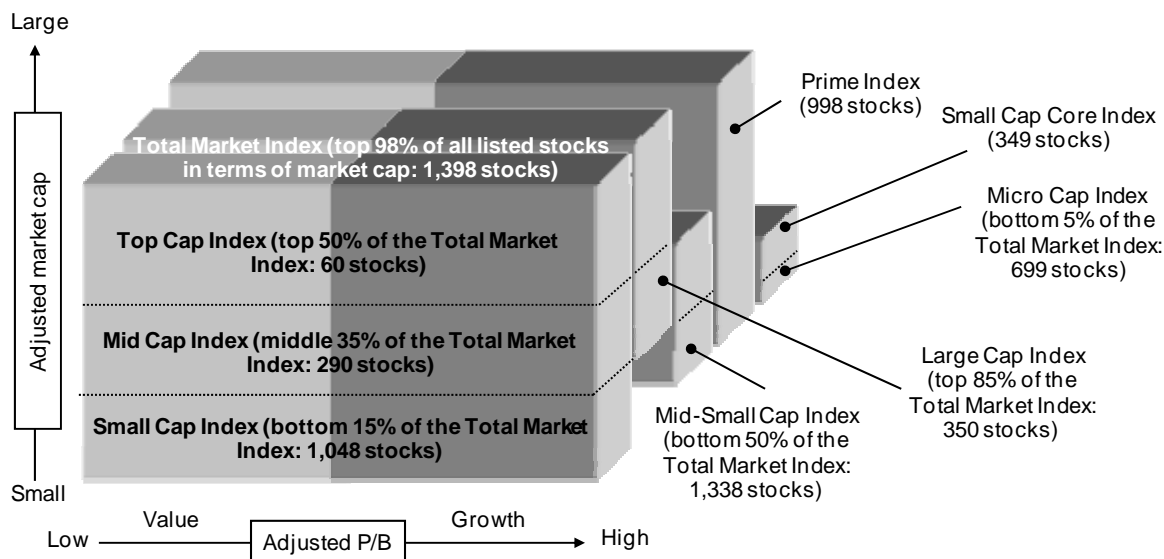 Large
Adjusted market cap
Small
Total Market Index (top 98% of all listed stocks
in terms of market cap: 1,398 stocks)
Top Cap Index (top 50% of the Total Market
Index: 60 stocks)
Mid Cap Index (middle 35% of the Total Market
Index: 290 stocks)
Small Cap Index (bottom 15% of the Total Market
Index: 1,048 stocks)
Prime Index
(998 stocks)
Small Cap Core Index
(349 stocks)
Micro Cap Index
(bottom 5% of the
Total Market Index:
699 stocks)
Large Cap Index
(top 85% of the
Total Market Index:
350 stocks)
Mid-Small Cap Index
(bottom 50% of the
Total Market Index:
1,338 stocks)
Low
Value
Adjusted P/B
Growth
High